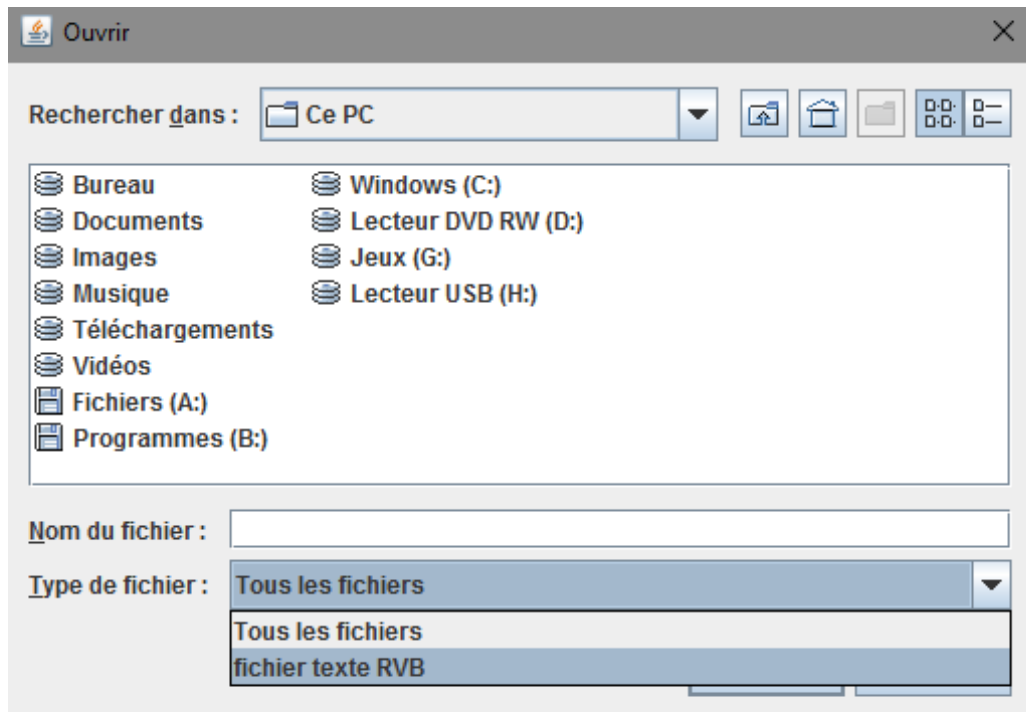 Ouvrir
Rechercher dans : Ce PC
Bureau
Documents
Images
Musique
Téléchargements
Vidéos
Fichiers (A:)
Programmes (B:)
Windows (C:)
Lecteur DVD RW (D:)
Jeux (G:)
Lecteur USB (H:)
Nom du fichier :
Type de fichier : Tous les fichiers
Tous les fichiers
fichier texte RVB